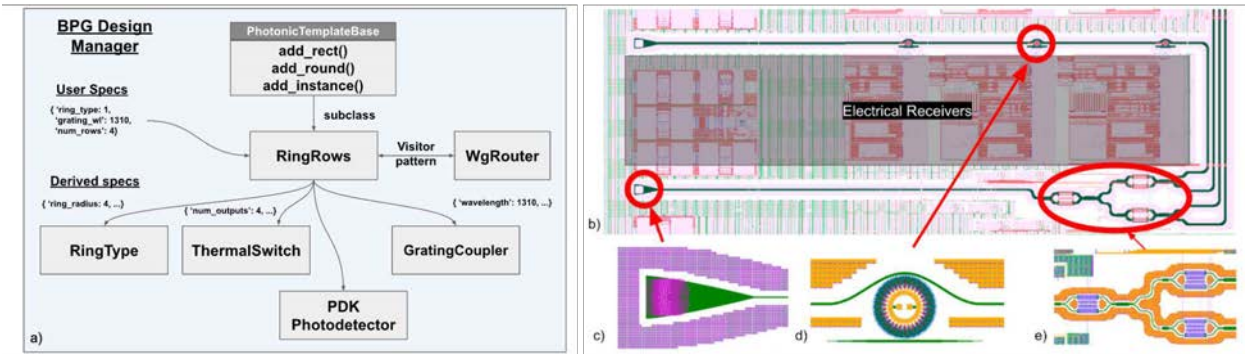 BPG Design
Manager
PhotonicTemplateBase
add_rect()
add_round()
add_instance()
User Specs
{ 'ring_type: 1,
'grating_wl': 1310,
'num_rows': 4}
subclass
RingRows
Visitor
pattern
WgRouter
Derived specs
{ 'ring_radius: 4, ...}
{ 'num_outputs': 4, ...}
{ 'wavelength': 1310, ...}
RingType
ThermalSwitch
GratingCoupler
PDK
Photodetector
a)
Electrical Receivers
b)
c)
d)
e)